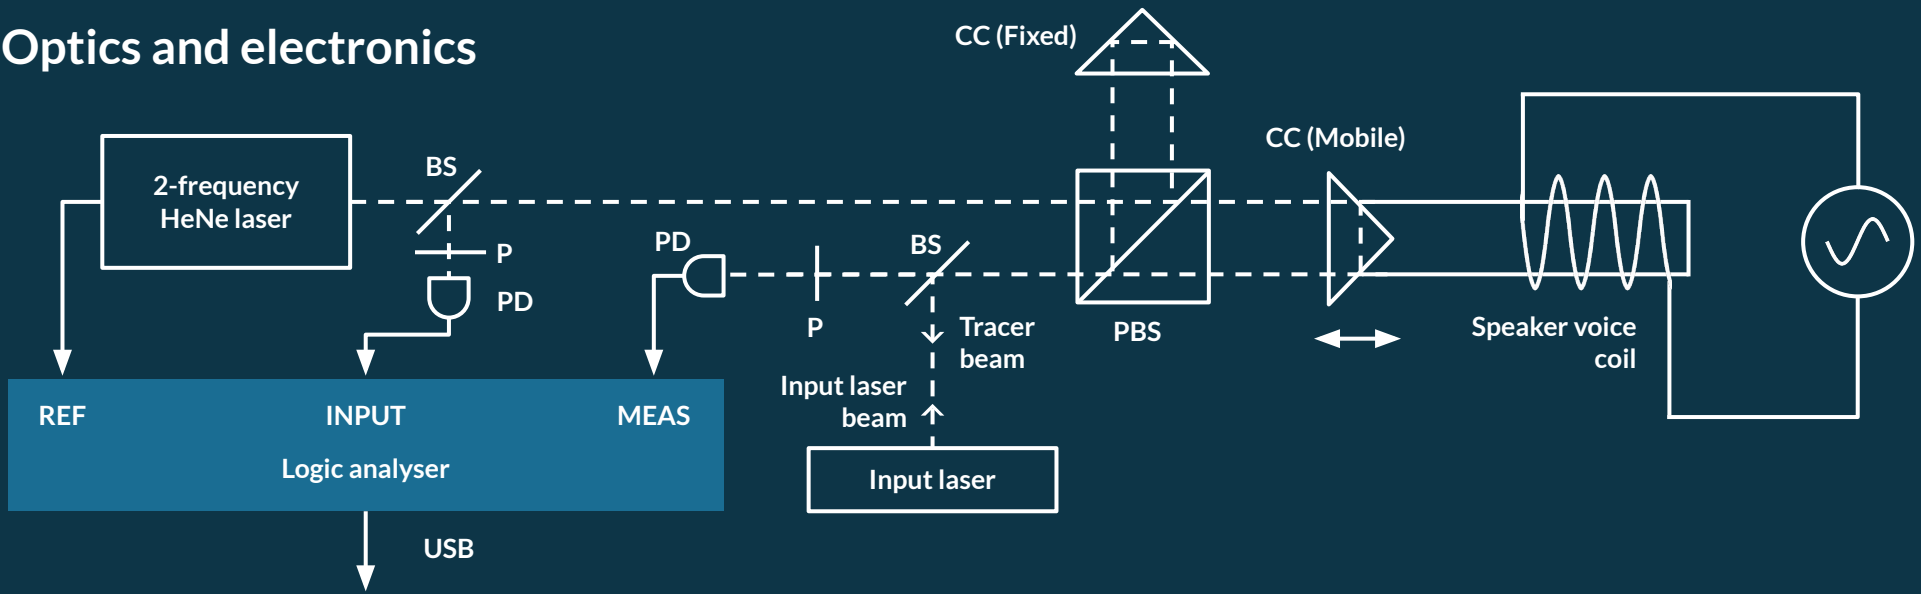 Optics and electronics
CC (Fixed)
CC (Mobile)
2-frequency
HeNe laser
BS
P
PD
PD
BS
P
Tracer
beam
PBS
Speaker voice
coil
Input laser
beam
Input laser
REF
INPUT
MEAS
Logic analyser
USB